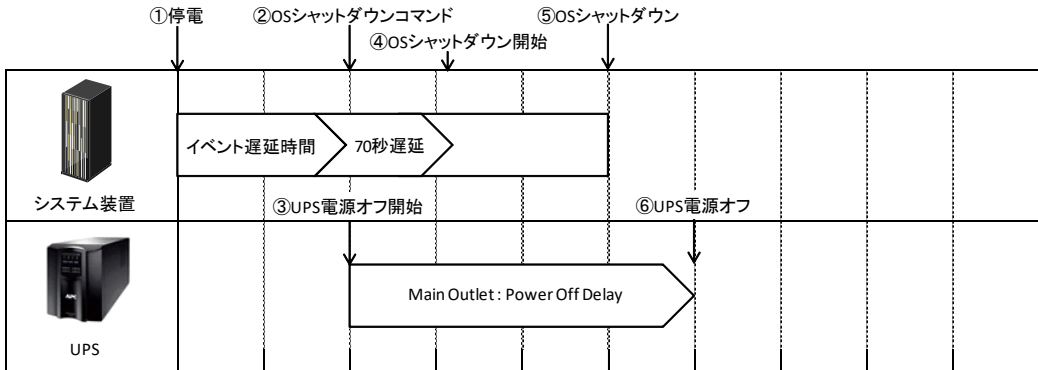 ①停電
②OSシャットダウンコマンド
⑤OSシャットダウン
④OSシャットダウン開始
イベント遅延時間
70秒遅延
システム装置
③UPS電源オフ開始
⑥UPS電源オフ
Main Outlet : Power Off Delay
APC
UPS